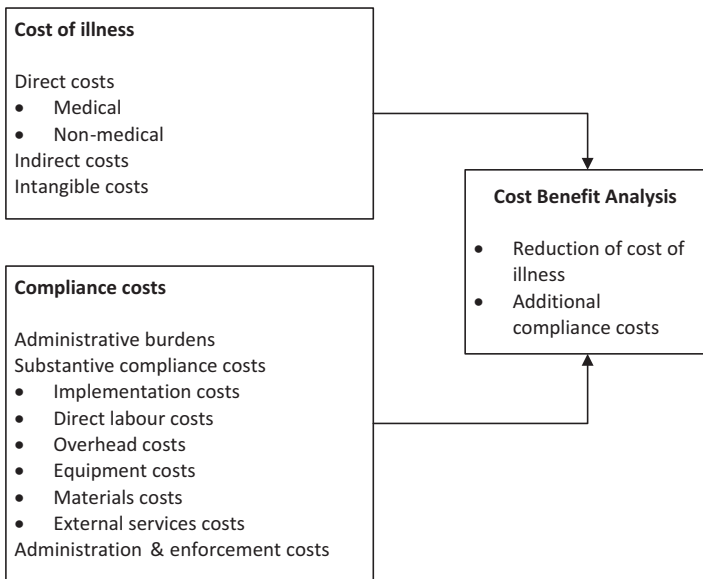 Cost of illness
Direct costs
• Medical
• Non-medical
Indirect costs
Intangible costs
Compliance costs
Administrative burdens
Substantive compliance costs
• Implementation costs
• Direct labour costs
• Overhead costs
• Equipment costs
• Materials costs
• External services costs
Administration & enforcement costs
Cost Benefit Analysis
• Reduction of cost of
illness
• Additional
compliance costs